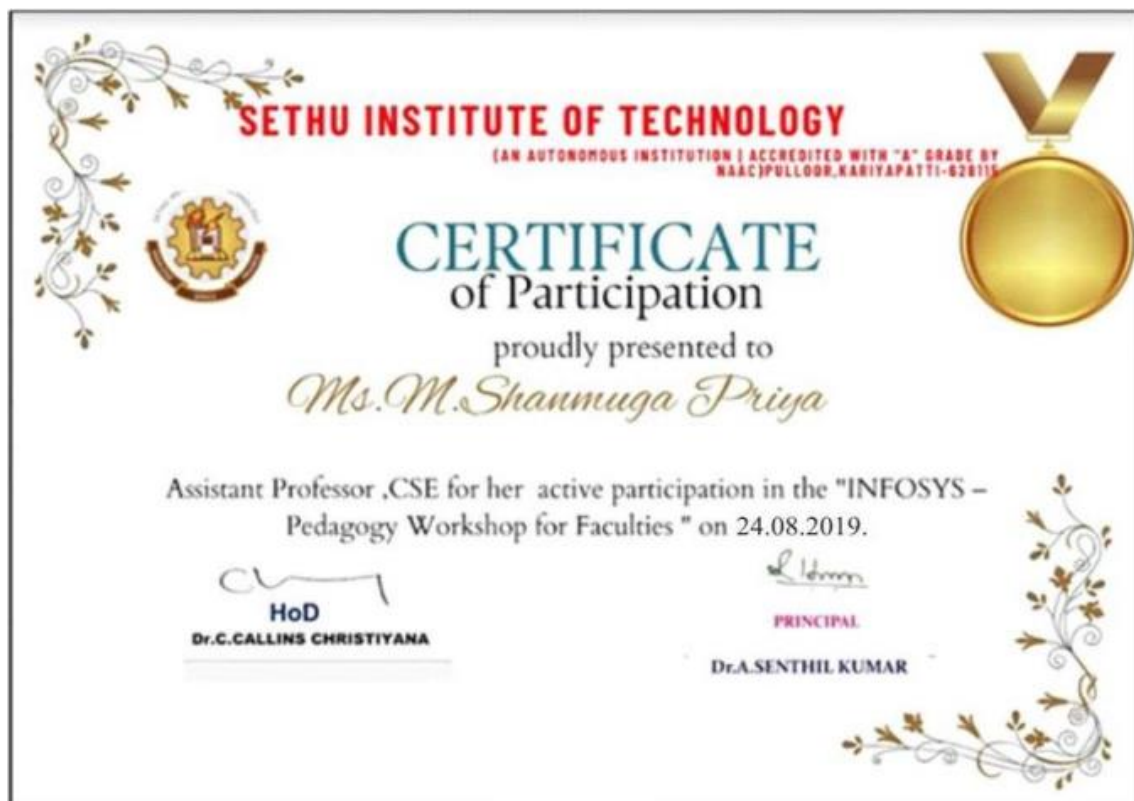 SETHU INSTITUTE OF TECHNOLOGY
(AN AUTONOMOUS INSTITUTION | ACCREDITED WITH "A" GRADE BY
NAAC)PULLOOR,KARIYAPATTI-626115
CERTIFICATE
of Participation
proudly presented to
Ms.M.Shanmuga Priya
Assistant Professor ,CSE for her active participation in the "INFOSYS –
Pedagogy Workshop for Faculties " on 24.08.2019.
HoD
Dr.C.CALLINS CHRISTIYANA
PRINCIPAL
Dr.A.SENTHIL KUMAR